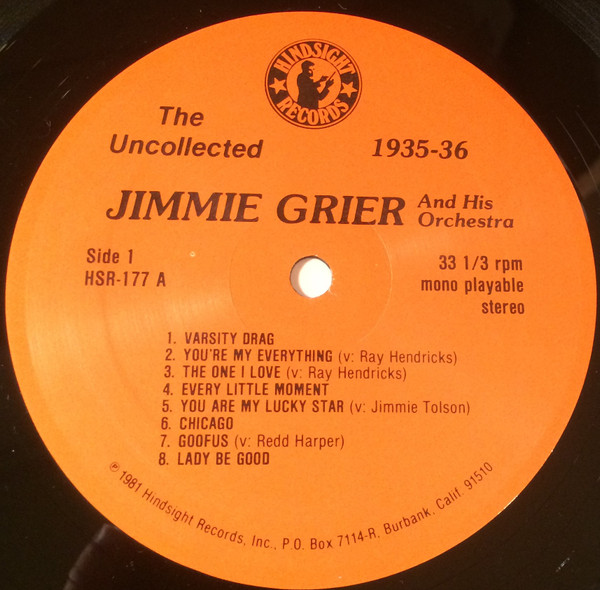 HINDSIGHT
RECORDS
The
Uncollected
1935-36
JIMMIE GRIER And His
Orchestra
Side 1
HSR-177 A
33 1/3 rpm
mono playable
stereo
1. VARSITY DRAG
2. YOU'RE MY EVERYTHING (v: Ray Hendricks)
3. THE ONE I LOVE (v: Ray Hendricks)
4. EVERY LITTLE MOMENT
5. YOU ARE MY LUCKY STAR (v: Jimmie Tolson)
6. CHICAGO
7. GOOFUS (v: Redd Harper)
8. LADY BE GOOD
℗ 1981 Hindsight Records, Inc., P.O. Box 7114-R, Burbank, Calif. 91510